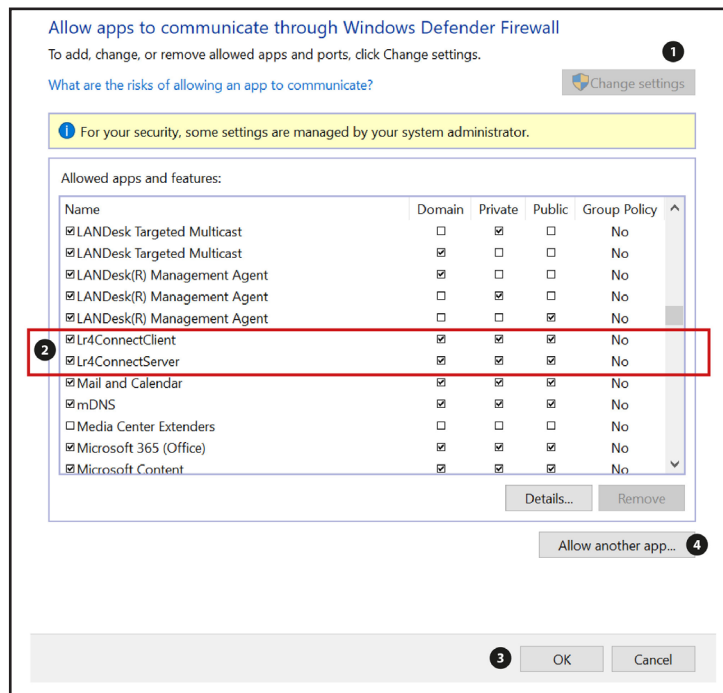 Allow apps to communicate through Windows Defender Firewall
To add, change, or remove allowed apps and ports, click Change settings.
1
What are the risks of allowing an app to communicate?
Change settings
For your security, some settings are managed by your system administrator.
Allowed apps and features:
Name Domain Private Public Group Policy
LANDesk Targeted Multicast No
LANDesk Targeted Multicast No
LANDesk(R) Management Agent No
LANDesk(R) Management Agent No
LANDesk(R) Management Agent No
2
Lr4ConnectClient No
Lr4ConnectServer No
Mail and Calendar No
mDNS No
Media Center Extenders No
Microsoft 365 (Office) No
Microsoft Content No
Details... Remove
Allow another app... 4
3 OK Cancel